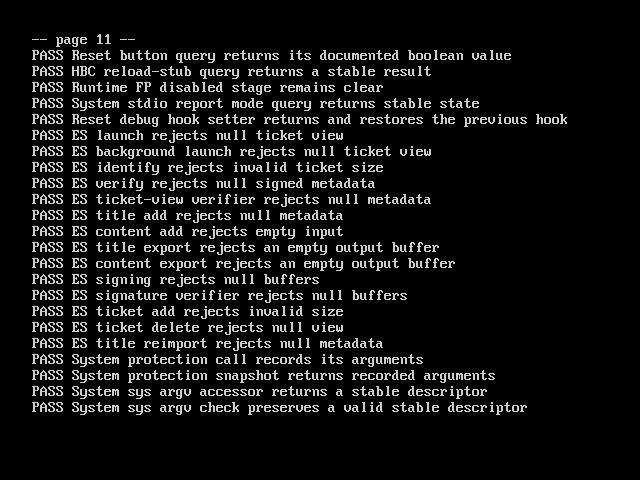 -- page 11 --
PASS Reset button query returns its documented boolean value
PASS HBC reload-stub query returns a stable result
PASS Runtime FP disabled stage remains clear
PASS System stdio report mode query returns stable state
PASS Reset debug hook setter returns and restores the previous hook
PASS ES launch rejects null ticket view
PASS ES background launch rejects null ticket view
PASS ES identify rejects invalid ticket size
PASS ES verify rejects null signed metadata
PASS ES ticket-view verifier rejects null metadata
PASS ES title add rejects null metadata
PASS ES content add rejects empty input
PASS ES title export rejects an empty output buffer
PASS ES content export rejects an empty output buffer
PASS ES signing rejects null buffers
PASS ES signature verifier rejects null buffers
PASS ES ticket add rejects invalid size
PASS ES ticket delete rejects null view
PASS ES title reimport rejects null metadata
PASS System protection call records its arguments
PASS System protection snapshot returns recorded arguments
PASS System sys argv accessor returns a stable descriptor
PASS System sys argv check preserves a valid stable descriptor